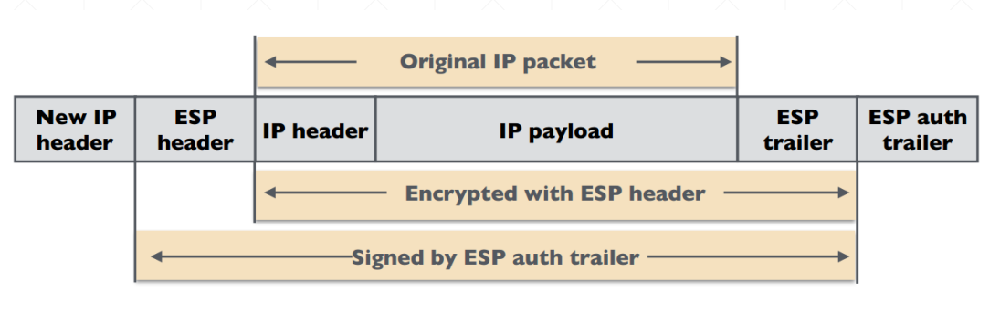 Original IP packet
New IP
header
ESP
header
IP header
IP payload
ESP
trailer
ESP auth
trailer
Encrypted with ESP header
Signed by ESP auth trailer